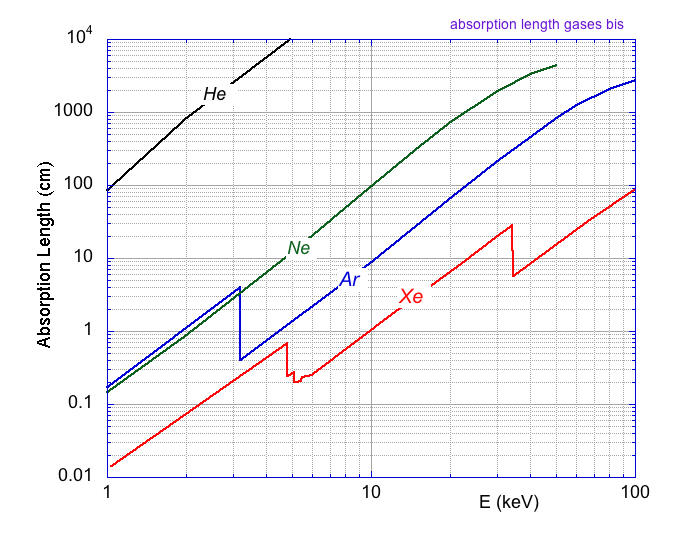 absorption length gases bis
10^4
1000
100
10
1
0.1
0.01
Absorption Length (cm)
He
Ne
Ar
Xe
1
10
100
E (keV)